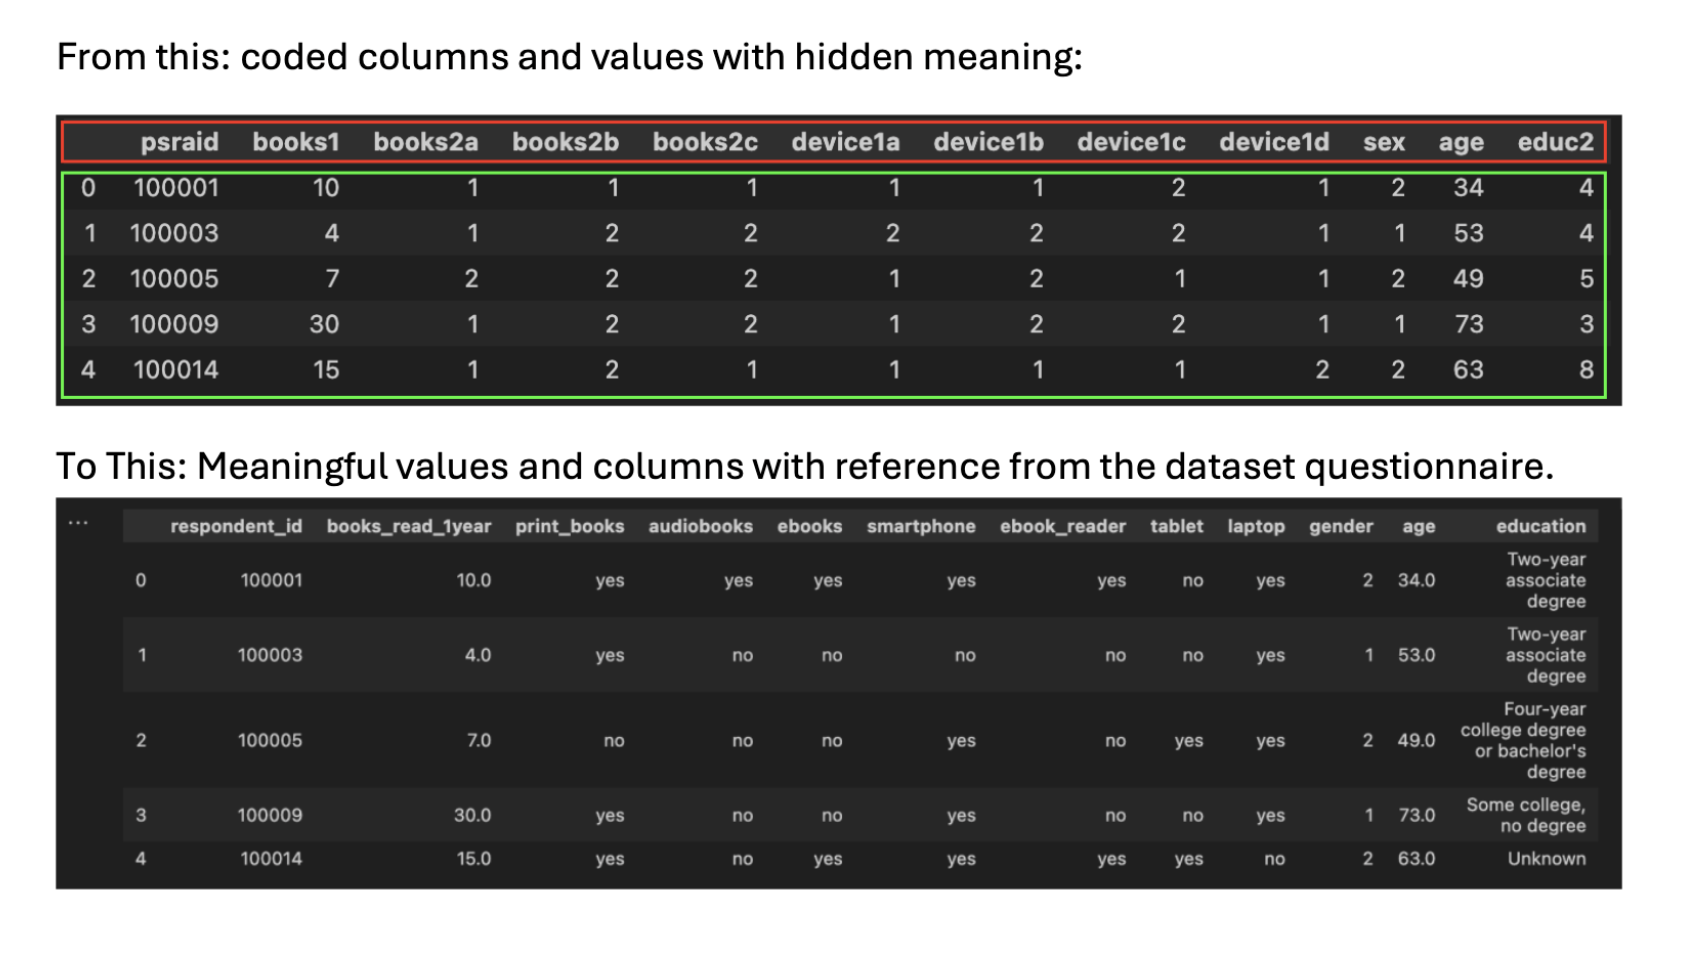 From this: coded columns and values with hidden meaning:
psraid books1 books2a books2b books2c device1a device1b device1c device1d sex age educ2
0 100001 10 1 1 1 1 1 2 1 2 34 4
1 100003 4 1 2 2 2 2 2 1 1 53 4
2 100005 7 2 2 2 1 2 1 1 2 49 5
3 100009 30 1 2 2 1 2 2 1 1 73 3
4 100014 15 1 2 1 1 1 1 2 2 63 8
To This: Meaningful values and columns with reference from the dataset questionnaire.
...
respondent_id books_read_1year print_books audiobooks ebooks smartphone ebook_reader tablet laptop gender age education
0 100001 10.0 yes yes yes yes yes no yes 2 34.0 Two-year
associate
degree
1 100003 4.0 yes no no no no no yes 1 53.0 Two-year
associate
degree
2 100005 7.0 no no no yes no yes yes 2 49.0 Four-year
college degree
or bachelor's
degree
3 100009 30.0 yes no no yes no no yes 1 73.0 Some college,
no degree
4 100014 15.0 yes no yes yes yes yes no 2 63.0 Unknown